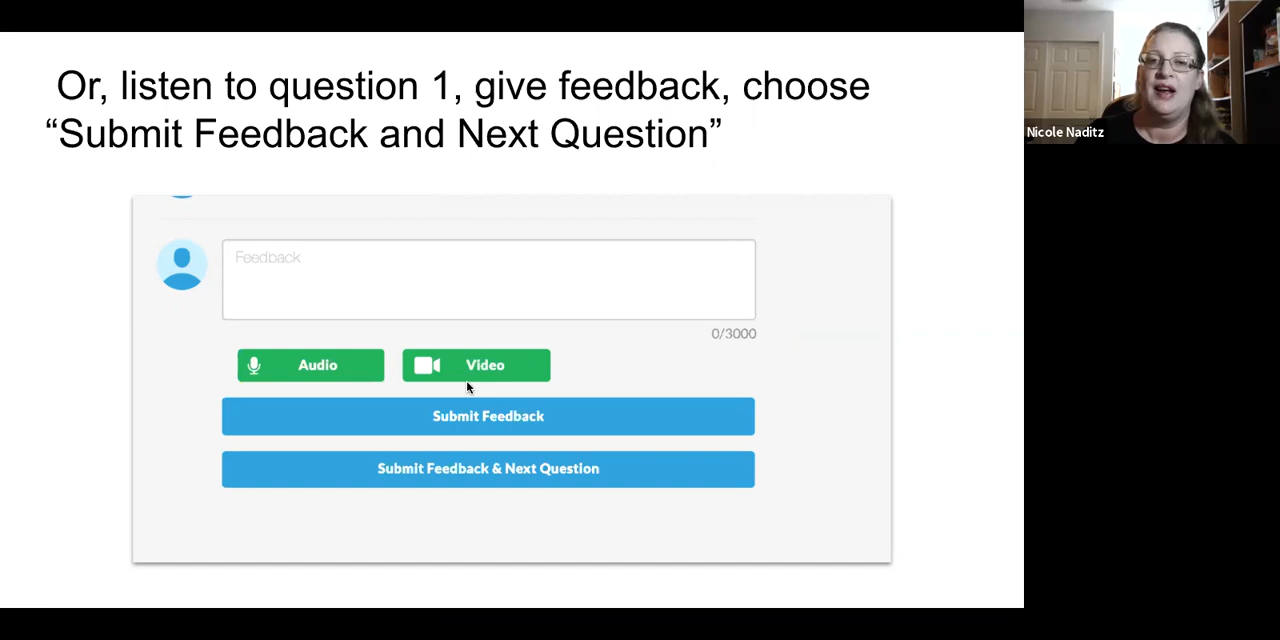 Or, listen to question 1, give feedback, choose
“Submit Feedback and Next Question”
Nicole Naditz
Feedback
0/3000
Audio
Video
Submit Feedback
Submit Feedback & Next Question